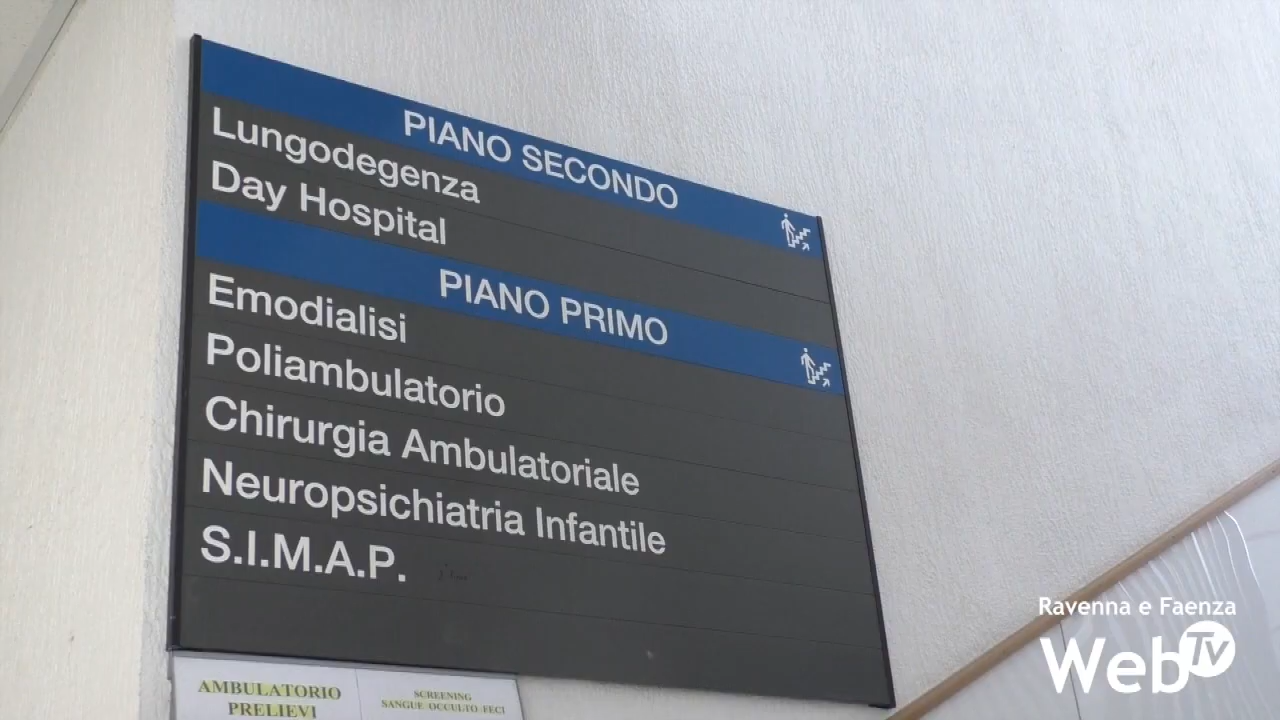 PIANO SECONDO
Lungodegenza
Day Hospital
PIANO PRIMO
Emodialisi
Poliambulatorio
Chirurgia Ambulatoriale
Neuropsichiatria Infantile
S.I.M.A.P.
AMBULATORIO
PRELIEVI
SCREENING
SANGUE OCCULTO FECI
Ravenna e Faenza
Web Tv